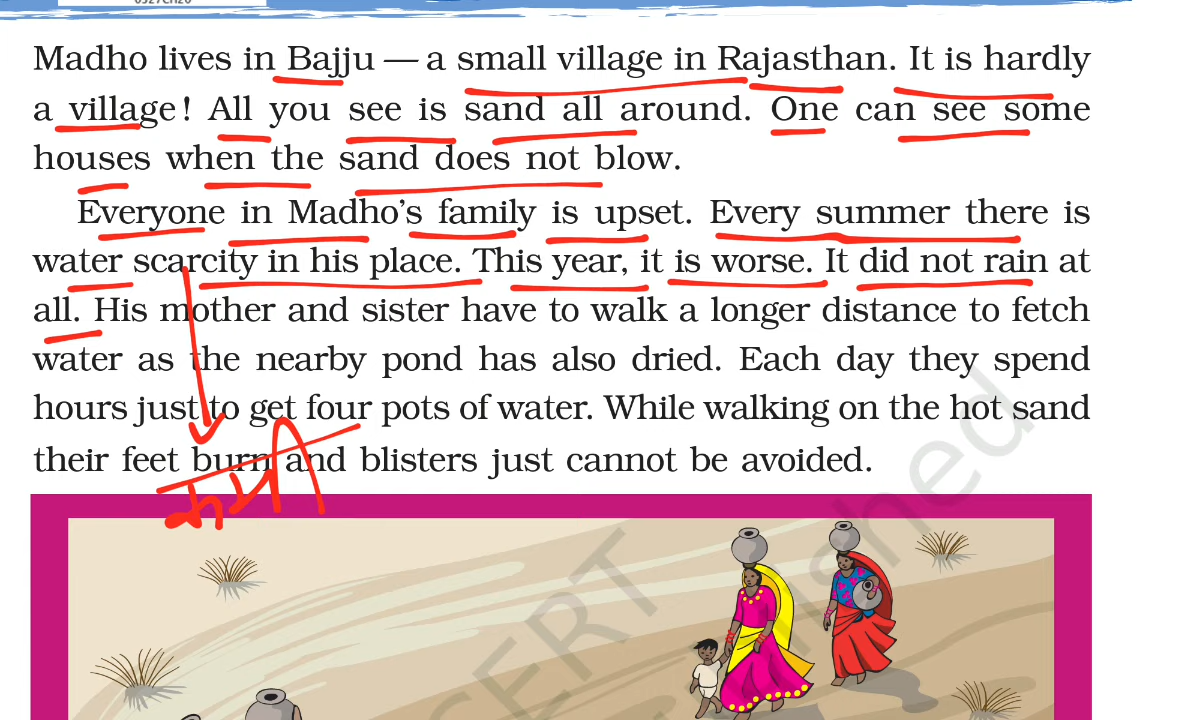 Madho lives in Bajju — a small village in Rajasthan. It is hardly
a village! All you see is sand all around. One can see some
houses when the sand does not blow.
Everyone in Madho's family is upset. Every summer there is
water scarcity in his place. This year, it is worse. It did not rain at
all. His mother and sister have to walk a longer distance to fetch
water as the nearby pond has also dried. Each day they spend
hours just to get four pots of water. While walking on the hot sand
their feet burn and blisters just cannot be avoided.
कमी